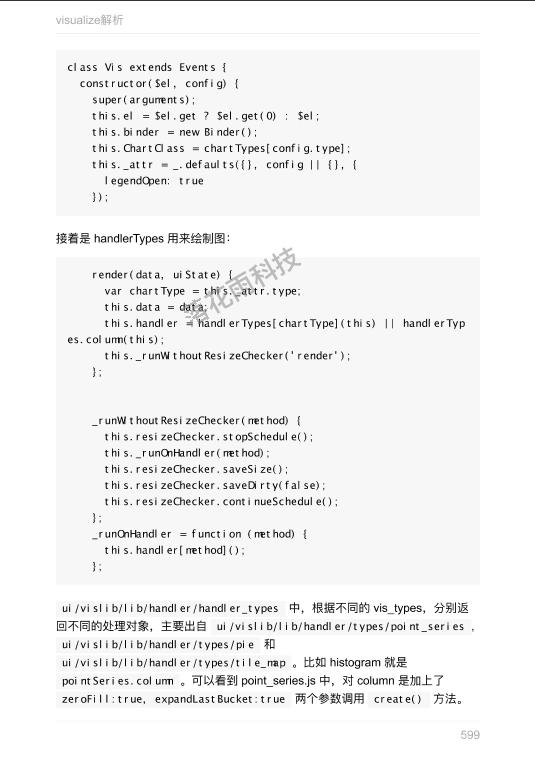 visualize解析
class Vis extends Events {
constructor($el, config) {
super(arguments);
this.el = $el.get ? $el.get(0) : $el;
this.binder = new Binder();
this.ChartClass = chartTypes[config.type];
this._attr = _.defaults({}, config || {}, {
legendOpen: true
});
接着是 handlerTypes 用来绘制图：
render(data, uiState) {
var chartType = this._attr.type;
this.data = data;
this.handler = handlerTypes[chartType](this) || handlerTyp
es.column(this);
this._runWithoutResizeChecker('render');
};
_runWithoutResizeChecker(method) {
this.resizeChecker.stopSchedule();
this._runOnHandler(method);
this.resizeChecker.saveSize();
this.resizeChecker.saveDirty(false);
this.resizeChecker.continueSchedule();
};
_runOnHandler = function (method) {
this.handler[method]();
};
ui/vislib/lib/handler/handler_types 中，根据不同的 vis_types，分别返
回不同的处理对象，主要出自 ui/vislib/lib/handler/types/point_series ,
ui/vislib/lib/handler/types/pie 和
ui/vislib/lib/handler/types/tile_map 。比如 histogram 就是
pointSeries.column 。可以看到 point_series.js 中，对 column 是加上了
zeroFill:true, expandLastBucket:true 两个参数调用 create() 方法。
599
落花雨科技